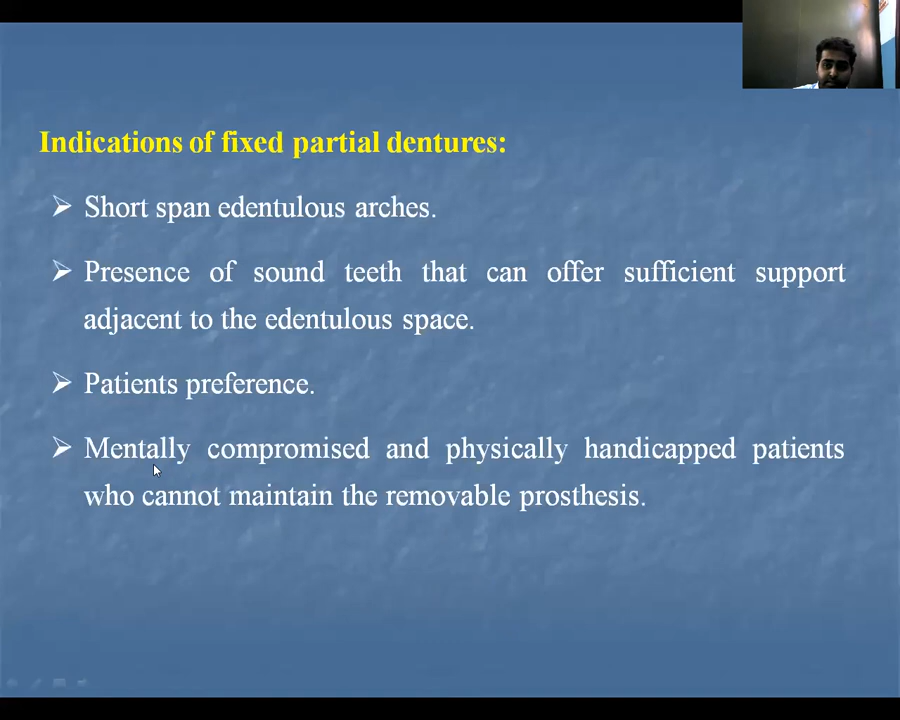 Indications of fixed partial dentures:
Short span edentulous arches.
Presence of sound teeth that can offer sufficient support
adjacent to the edentulous space.
Patients preference.
Mentally compromised and physically handicapped patients
who cannot maintain the removable prosthesis.